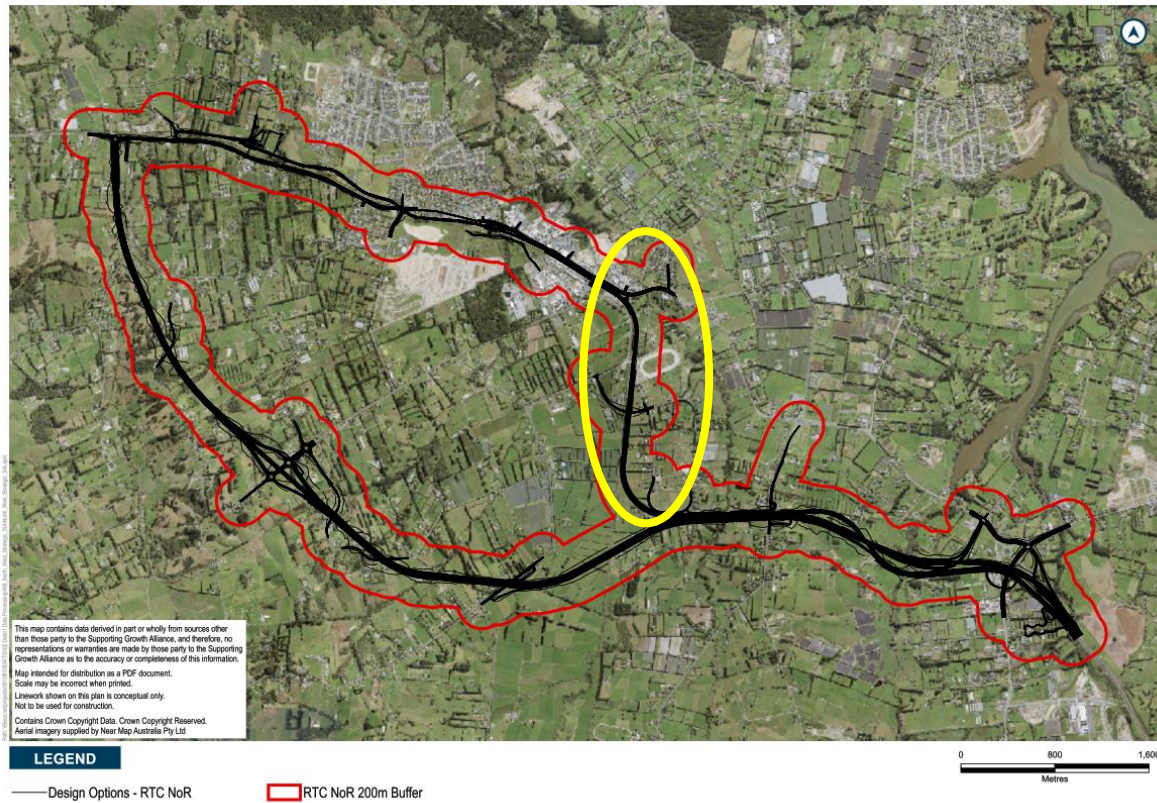 This map contains data derived in part or wholly from sources other
than those party to the Supporting Growth Alliance, and therefore, no
representations or warranties are made by those party to the Supporting
Growth Alliance as to the accuracy or completeness of this information.
Map intended for distribution as a PDF document.
Scale may be incorrect when printed.
Linework shown on this plan is conceptual only.
Not to be used for construction.
Contains Crown Copyright Data. Crown Copyright Reserved.
Aerial imagery supplied by Near Map Australia Pty Ltd
LEGEND
0 800 1,600
Metres
Design Options - RTC NoR
RTC NoR 200m Buffer